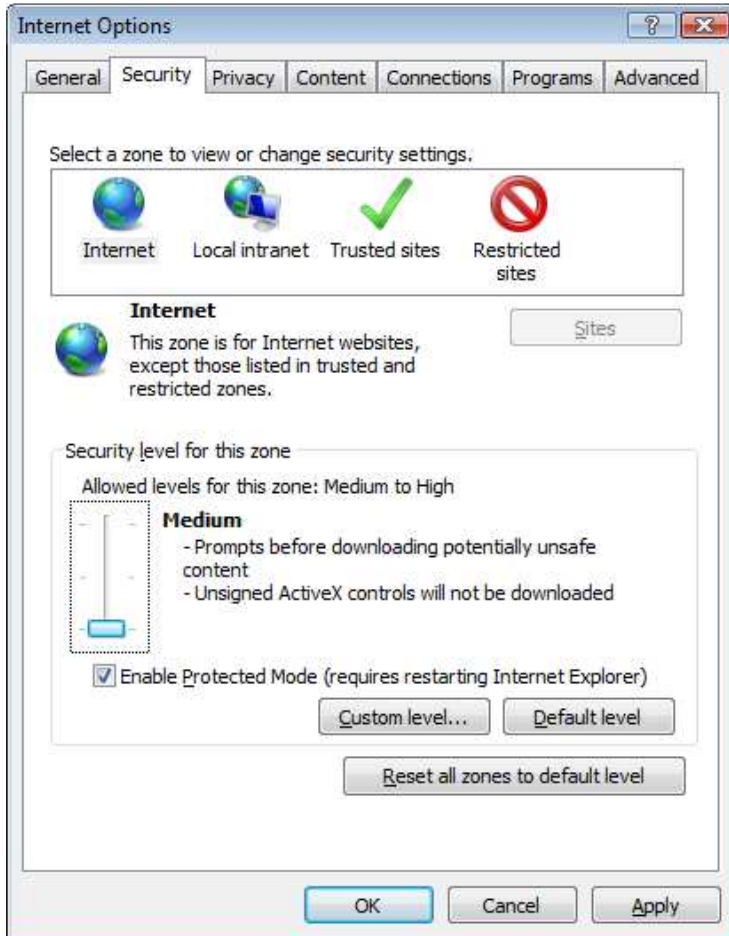 Internet Options
General Security Privacy Content Connections Programs Advanced
Select a zone to view or change security settings.
Internet Local intranet Trusted sites Restricted
sites
Internet
Sites
This zone is for Internet websites,
except those listed in trusted and
restricted zones.
Security level for this zone
Allowed levels for this zone: Medium to High
Medium
- Prompts before downloading potentially unsafe
content
- Unsigned ActiveX controls will not be downloaded
Enable Protected Mode (requires restarting Internet Explorer)
Custom level... Default level
Reset all zones to default level
OK Cancel Apply